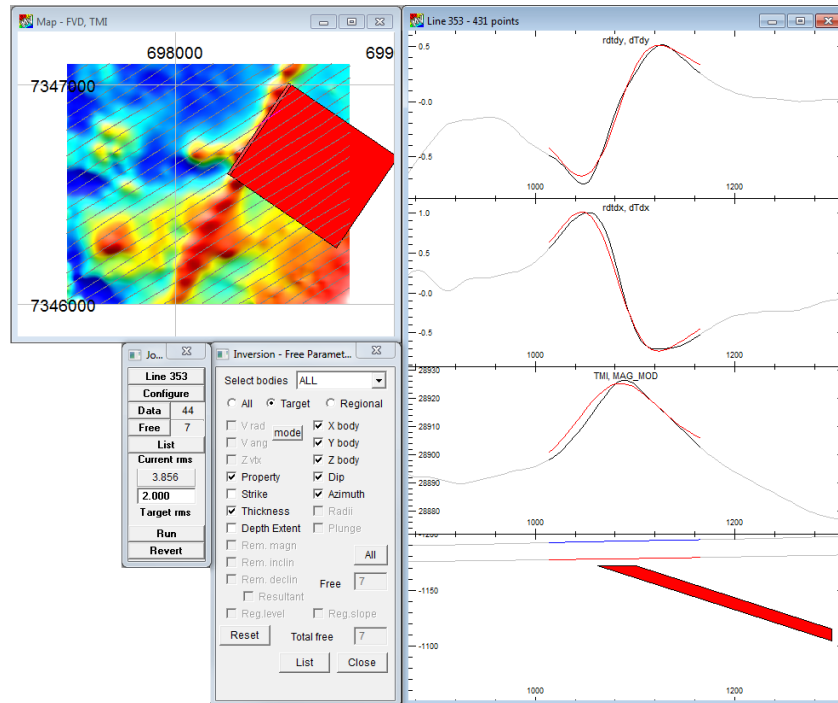 Map - FVD, TMI
698000
699
7347000
7346000
Jo...
Line 353
Configure
Data 44
Free 7
List
Current rms
3.856
2.000
Target rms
Run
Revert
Inversion - Free Paramet...
Select bodies ALL
All Target Regional
V rad mode X body
V ang Y body
Z vtx Z body
Property Dip
Strike Azimuth
Thickness Radii
Depth Extent Plunge
Rem. magn
Rem. inclin All
Rem. declin Free 7
Resultant
Reg.level Reg.slope
Reset Total free 7
List Close
Line 353 - 431 points
rdtdy, dTdy
0.5
-0.0
-0.5
1000 1200
rdtdx, dTdx
1.0
0.5
-0.0
-0.5
1000 1200
28930
TMI, MAG_MOD
28920
28910
28900
28890
28880
1000 1200
-1200
-1150
-1100
1000 1200